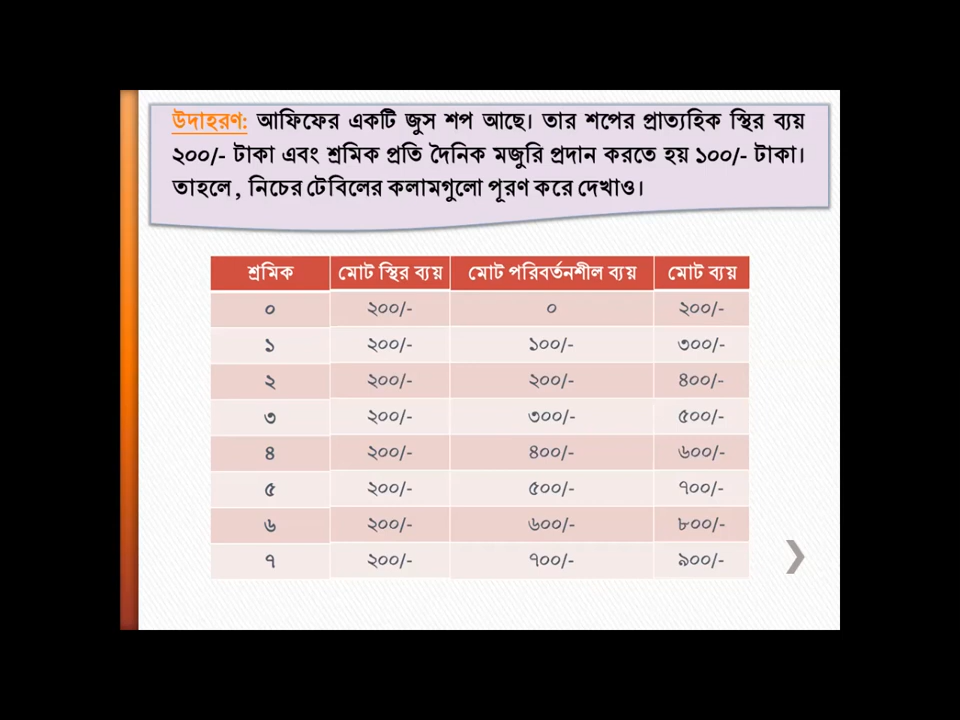 উদাহরণ: আফিফের একটি জুস শপ আছে। তার শপের প্রাত্যহিক স্থির ব্যয়
২০০/- টাকা এবং শ্রমিক প্রতি দৈনিক মজুরি প্রদান করতে হয় ১০০/- টাকা।
তাহলে, নিচের টেবিলের কলামগুলো পূরণ করে দেখাও।
শ্রমিক মোট স্থির ব্যয় মোট পরিবর্তনশীল ব্যয় মোট ব্যয়
০ ২০০/- ০ ২০০/-
১ ২০০/- ১০০/- ৩০০/-
২ ২০০/- ২০০/- ৪০০/-
৩ ২০০/- ৩০০/- ৫০০/-
৪ ২০০/- ৪০০/- ৬০০/-
৫ ২০০/- ৫০০/- ৭০০/-
৬ ২০০/- ৬০০/- ৮০০/-
৭ ২০০/- ৭০০/- ৯০০/-